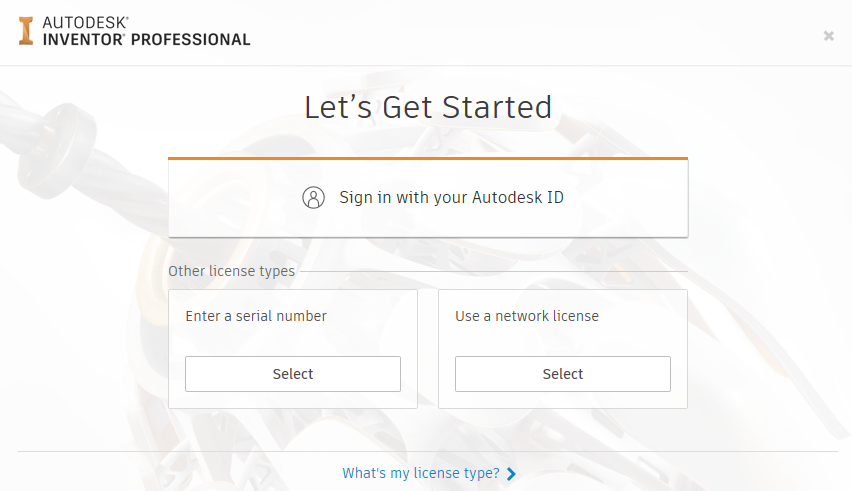 AUTODESK®
INVENTOR® PROFESSIONAL
Let’s Get Started
Sign in with your Autodesk ID
Other license types
Enter a serial number
Select
Use a network license
Select
What's my license type?